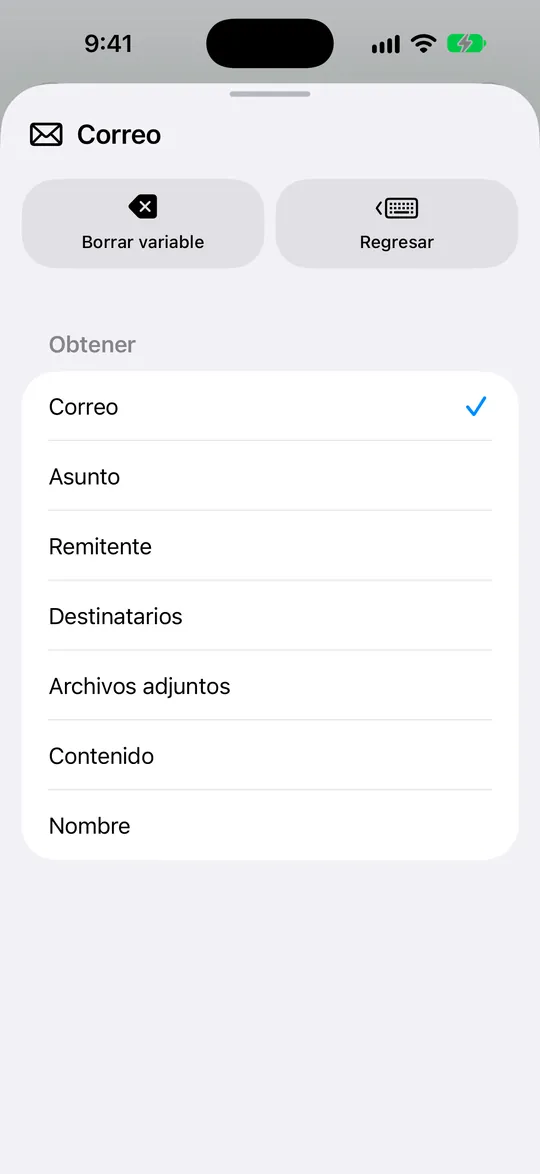 9:41
Correo
Borrar variable
Regresar
Obtener
Correo
Asunto
Remitente
Destinatarios
Archivos adjuntos
Contenido
Nombre